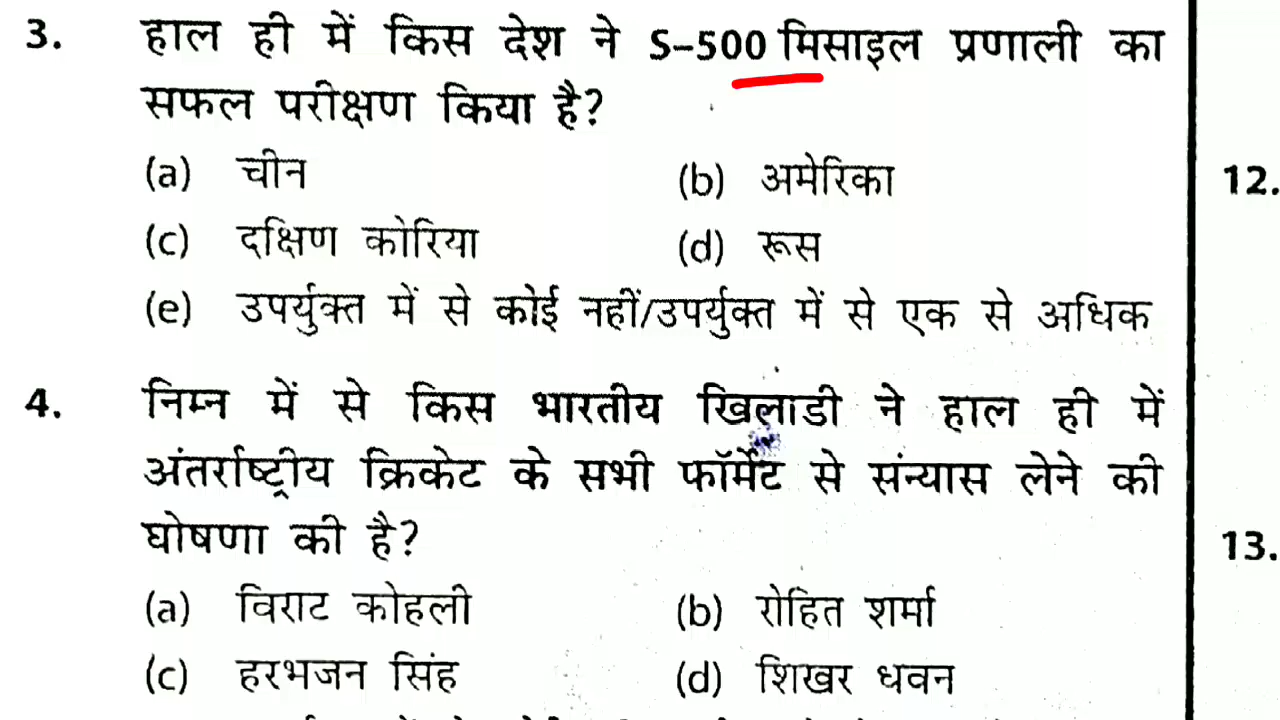 3. हाल ही में किस देश ने S-500 मिसाइल प्रणाली का
सफल परीक्षण किया है?
(a) चीन (b) अमेरिका
(c) दक्षिण कोरिया (d) रूस
(e) उपर्युक्त में से कोई नहीं/उपर्युक्त में से एक से अधिक
4. निम्न में से किस भारतीय खिलाडी ने हाल ही में
अंतर्राष्ट्रीय क्रिकेट के सभी फॉर्मेट से संन्यास लेने की
घोषणा की है?
(a) विराट कोहली (b) रोहित शर्मा
(c) हरभजन सिंह (d) शिखर धवन
12.
13.